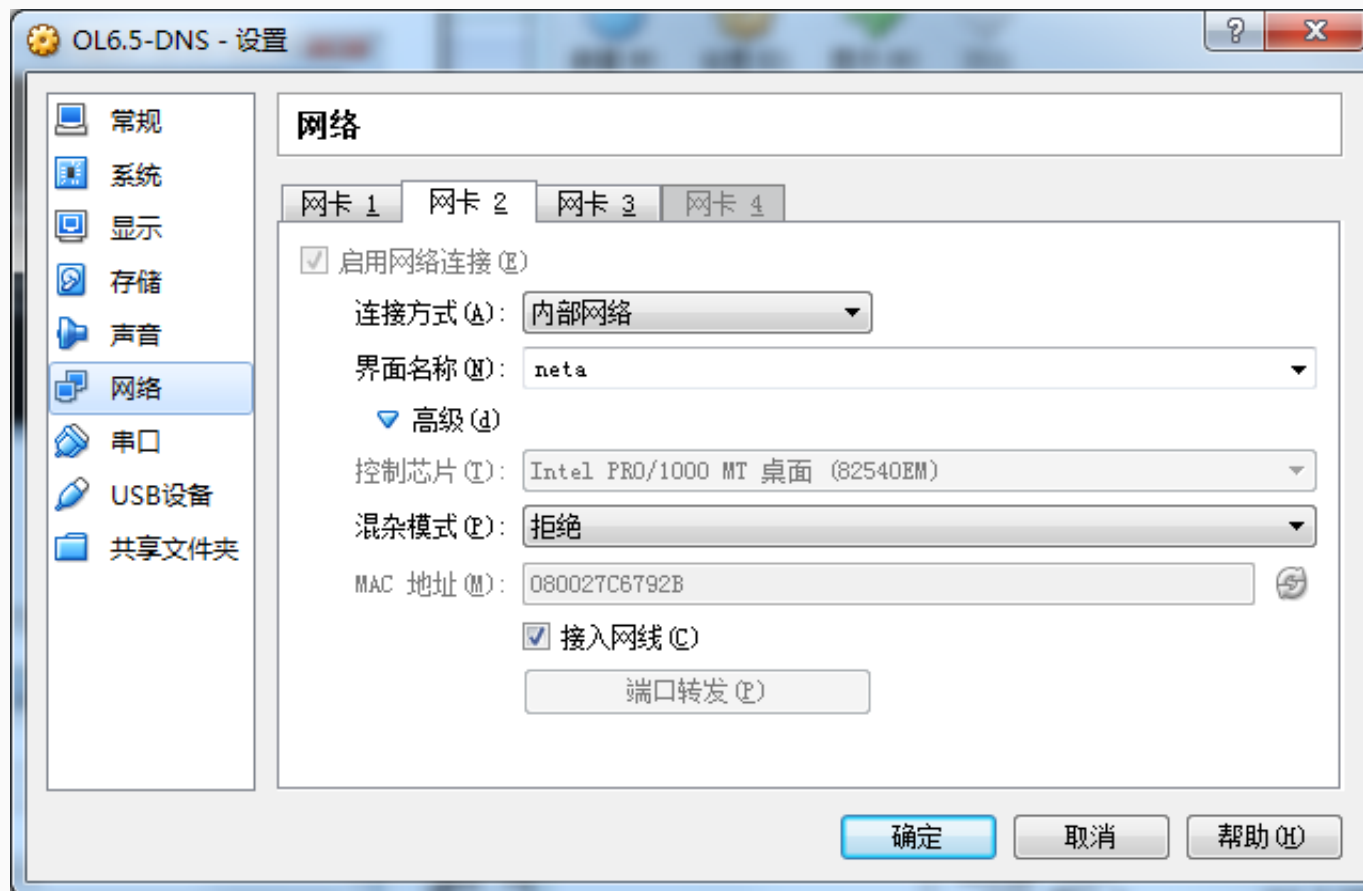 OL6.5-DNS - 设置
常规
系统
显示
存储
声音
网络
串口
USB设备
共享文件夹
网络
网卡 1 网卡 2 网卡 3 网卡 4
启用网络连接(E)
连接方式(A): 内部网络
界面名称(N): neta
高级(d)
控制芯片(T): Intel PRO/1000 MT 桌面 (82540EM)
混杂模式(P): 拒绝
MAC 地址(M): 080027C6792B
接入网线(C)
端口转发(P)
确定 取消 帮助(H)